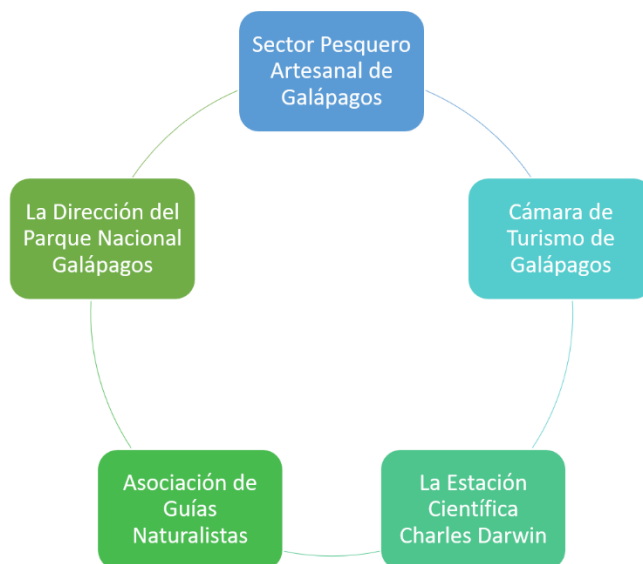 Sector Pesquero
Artesanal de
Galápagos
Cámara de
Turismo de
Galápagos
La Estación
Científica
Charles Darwin
Asociación de
Guías
Naturalistas
La Dirección del
Parque Nacional
Galápagos